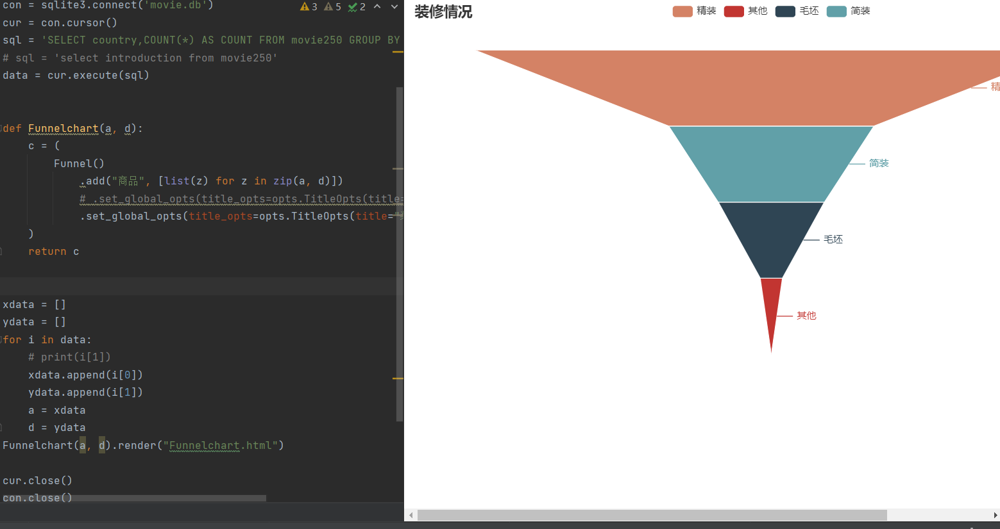 con = sqlite3.connect('movie.db')
3 5 2
cur = con.cursor()
sql = 'SELECT country,COUNT(*) AS COUNT FROM movie250 GROUP BY
# sql = 'select introduction from movie250'
data = cur.execute(sql)
def Funnelchart(a, d):
c = (
Funnel()
.add("商品", [list(z) for z in zip(a, d)])
# .set_global_opts(title_opts=opts.TitleOpts(title=
.set_global_opts(title_opts=opts.TitleOpts(title="
)
return c
xdata = []
ydata = []
for i in data:
# print(i[1])
xdata.append(i[0])
ydata.append(i[1])
a = xdata
d = ydata
Funnelchart(a, d).render("Funnelchart.html")
cur.close()
con.close()
装修情况
精装 其他 毛坯 简装
精
简装
毛坯
其他